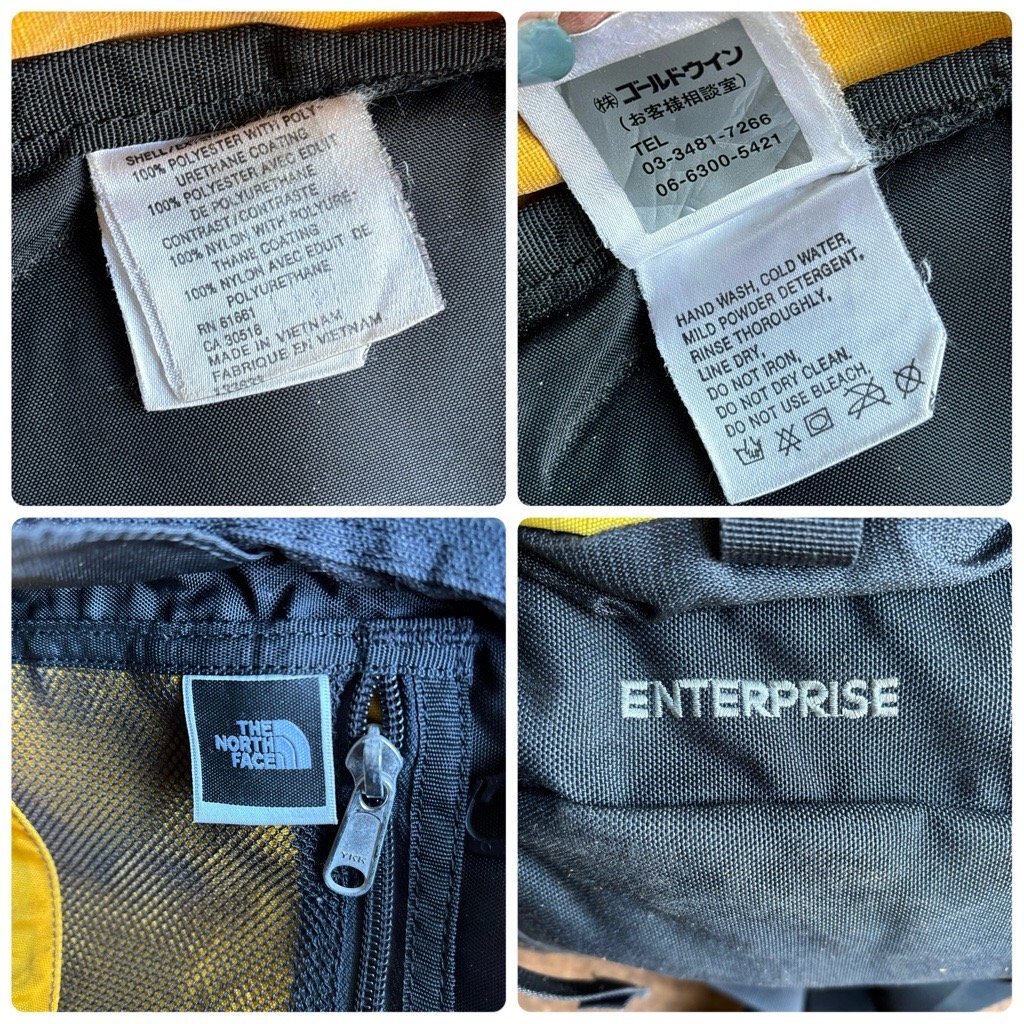 SHELL/EX
100% POLYESTER WITH POLY-
URETHANE COATING
100% POLYESTER AVEC EDUIT
DE POLYURETHANE
CONTRAST/CONTRASTE
100% NYLON WITH POLYURE-
THANE COATING
100% NYLON AVEC EDUIT DE
POLYURETHANE
RN 61661
CA 30516
MADE IN VIETNAM
FABRIQUE EN VIETNAM
㈱ゴールドウイン
(お客様相談室)
TEL
03-3481-7266
06-6300-5421
HAND WASH, COLD WATER,
MILD POWDER DETERGENT,
RINSE THOROUGHLY,
LINE DRY,
DO NOT IRON,
DO NOT DRY CLEAN.
DO NOT USE BLEACH.
THE
NORTH
FACE
YKK
ENTERPRISE